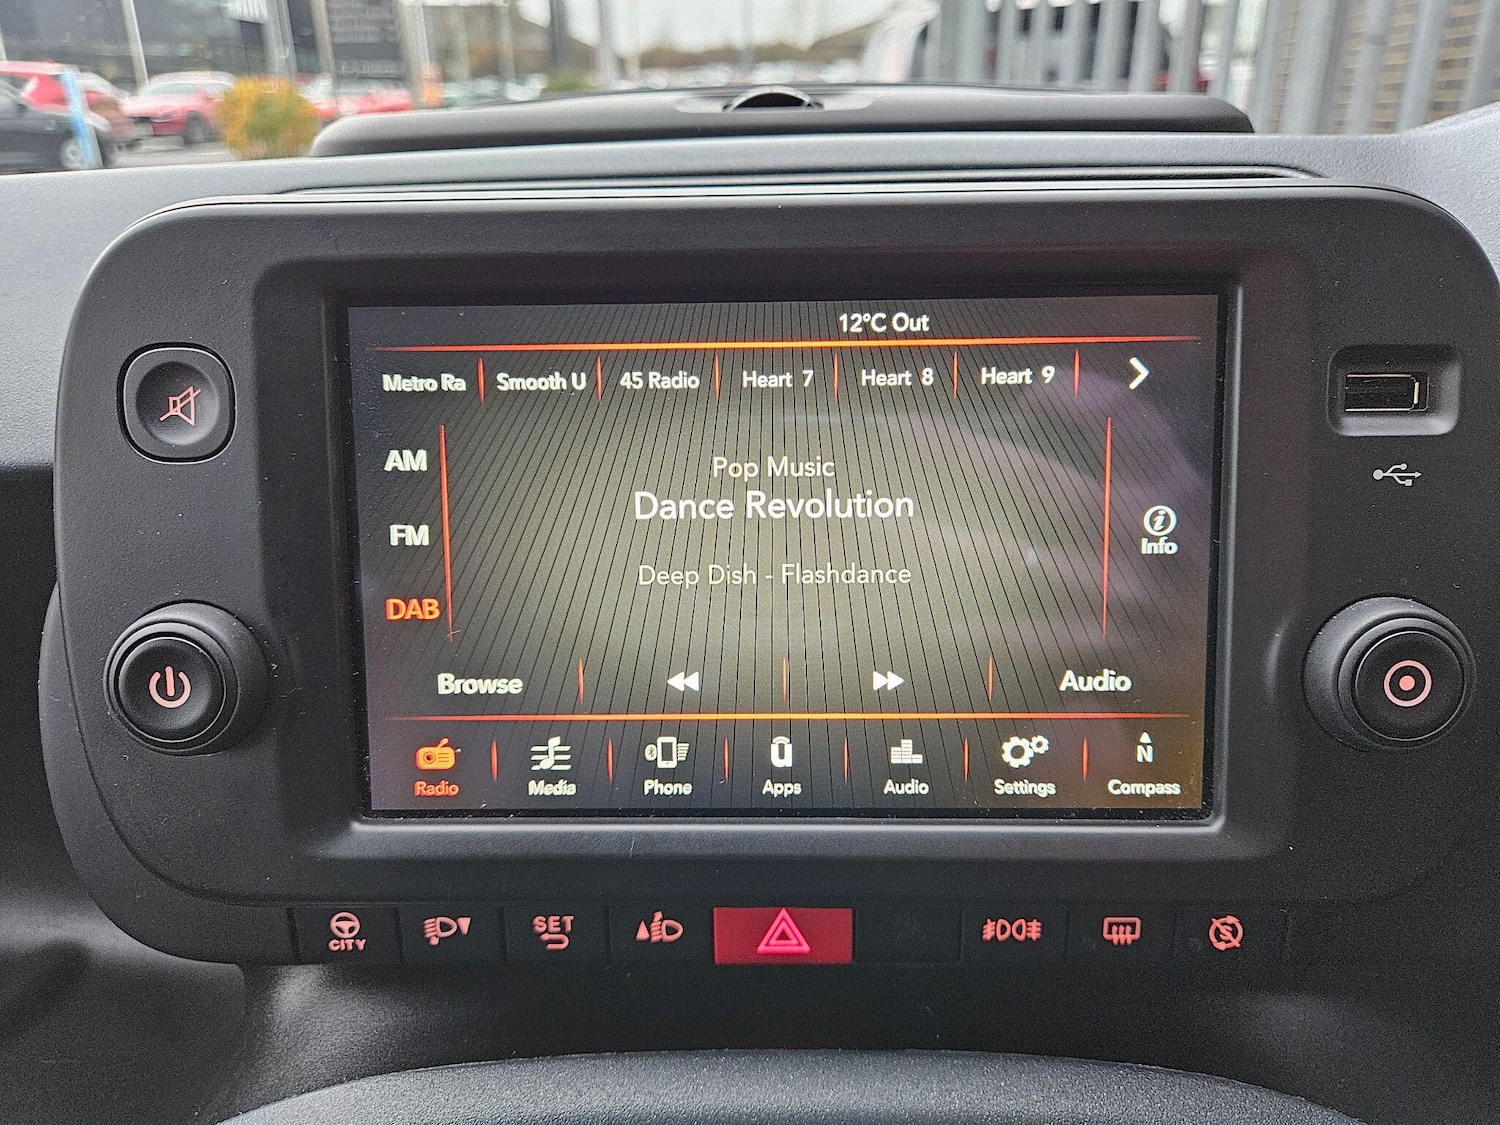 12°C Out
Metro Ra
Smooth U
45 Radio
Heart 7
Heart 8
Heart 9
AM
Pop Music
Dance Revolution
FM
Info
Deep Dish - Flashdance
DAB
Browse
Audio
N
Radio
Media
Phone
Apps
Audio
Settings
Compass
CITY
SET